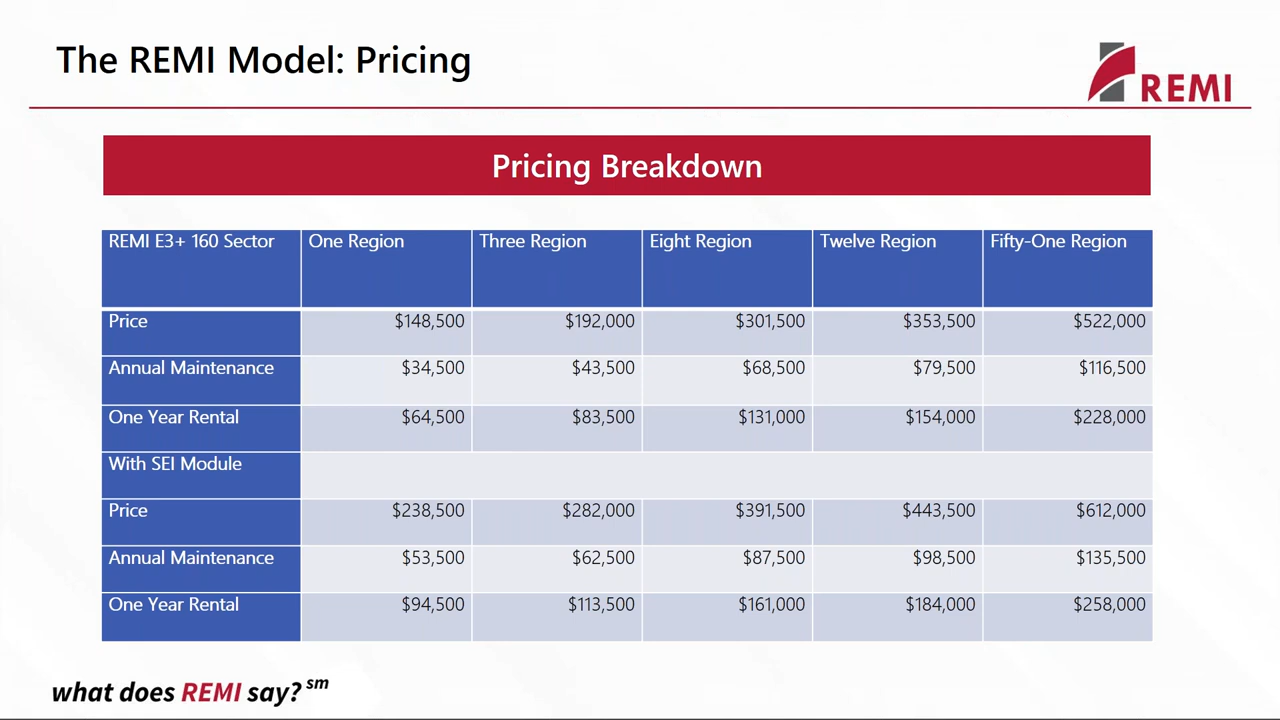 The REMI Model: Pricing
REMI
Pricing Breakdown
REMI E3+ 160 Sector One Region Three Region Eight Region Twelve Region Fifty-One Region
Price $148,500 $192,000 $301,500 $353,500 $522,000
Annual Maintenance $34,500 $43,500 $68,500 $79,500 $116,500
One Year Rental $64,500 $83,500 $131,000 $154,000 $228,000
With SEI Module
Price $238,500 $282,000 $391,500 $443,500 $612,000
Annual Maintenance $53,500 $62,500 $87,500 $98,500 $135,500
One Year Rental $94,500 $113,500 $161,000 $184,000 $258,000
what does REMI say? sm